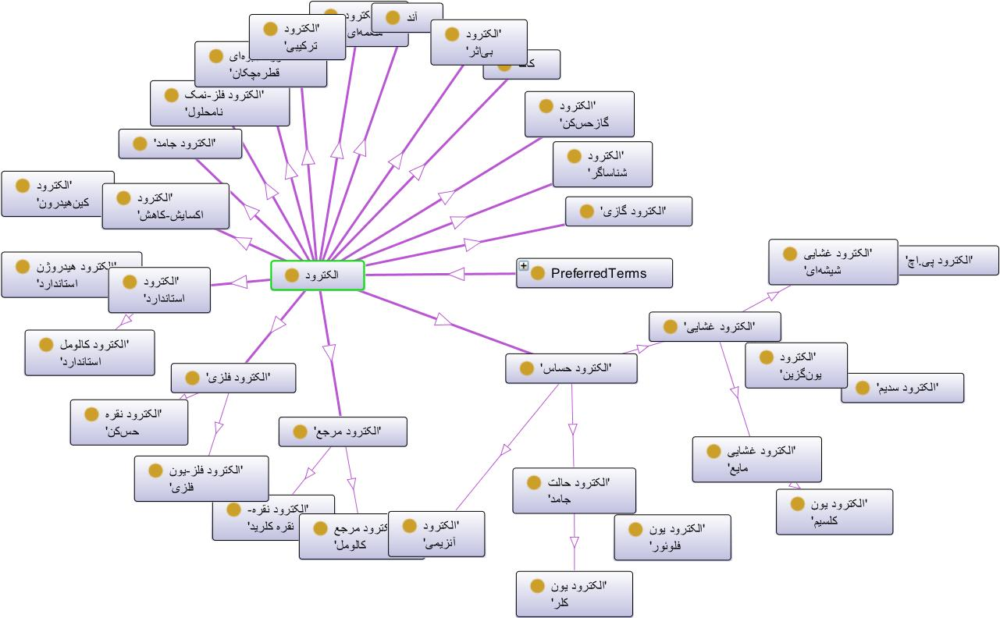 آند
'الکترود
ترکیبی'
'الکترود
بی‌اثر'
قطره‌چکان'
'الکترود فلز-نمک
نامحلول'
'الکترود
گازحس‌کن'
'الکترود جامد'
'الکترود
شناساگر'
'الکترود
کین‌هیدرون'
'الکترود
اکسایش-کاهش'
'الکترود گازی'
'الکترود غشایی
شیشه‌ای'
'الکترود پی.اچ'
'الکترود هیدروژن
استاندارد'
'الکترود
استاندارد'
الکترود
PreferredTerms
'الکترود غشایی'
'الکترود کالومل
استاندارد'
'الکترود حساس'
'الکترود
یون‌گزین'
'الکترود سدیم'
'الکترود فلزی'
'الکترود نقره
حس‌کن'
'الکترود مرجع'
'الکترود غشایی
مایع'
'الکترود فلز-یون
فلزی'
'الکترود حالت
جامد'
'الکترود یون
کلسیم'
'الکترود نقره-
نقره کلرید'
مرجع
کالومل'
'الکترود
آنزیمی'
'الکترود یون
فلوئور'
'الکترود یون
کلر'